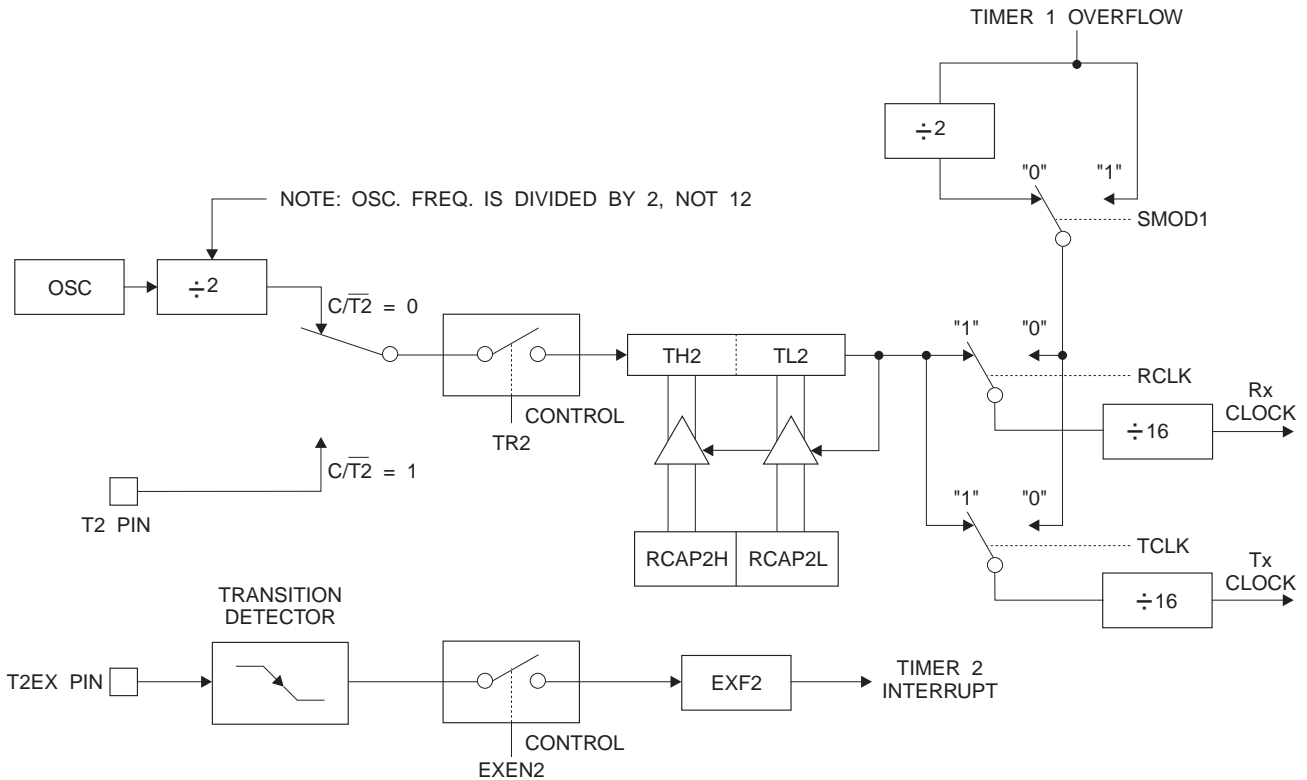 TIMER 1 OVERFLOW
÷2
"0"
"1"
NOTE: OSC. FREQ. IS DIVIDED BY 2, NOT 12
SMOD1
OSC
÷2
C/T2̅ = 0
"1"
"0"
TH2
TL2
RCLK
Rx
CLOCK
CONTROL
TR2
÷16
C/T2̅ = 1
T2 PIN
"1"
"0"
TCLK
RCAP2H
RCAP2L
Tx
CLOCK
÷16
TRANSITION
DETECTOR
T2EX PIN
EXF2
TIMER 2
INTERRUPT
CONTROL
EXEN2